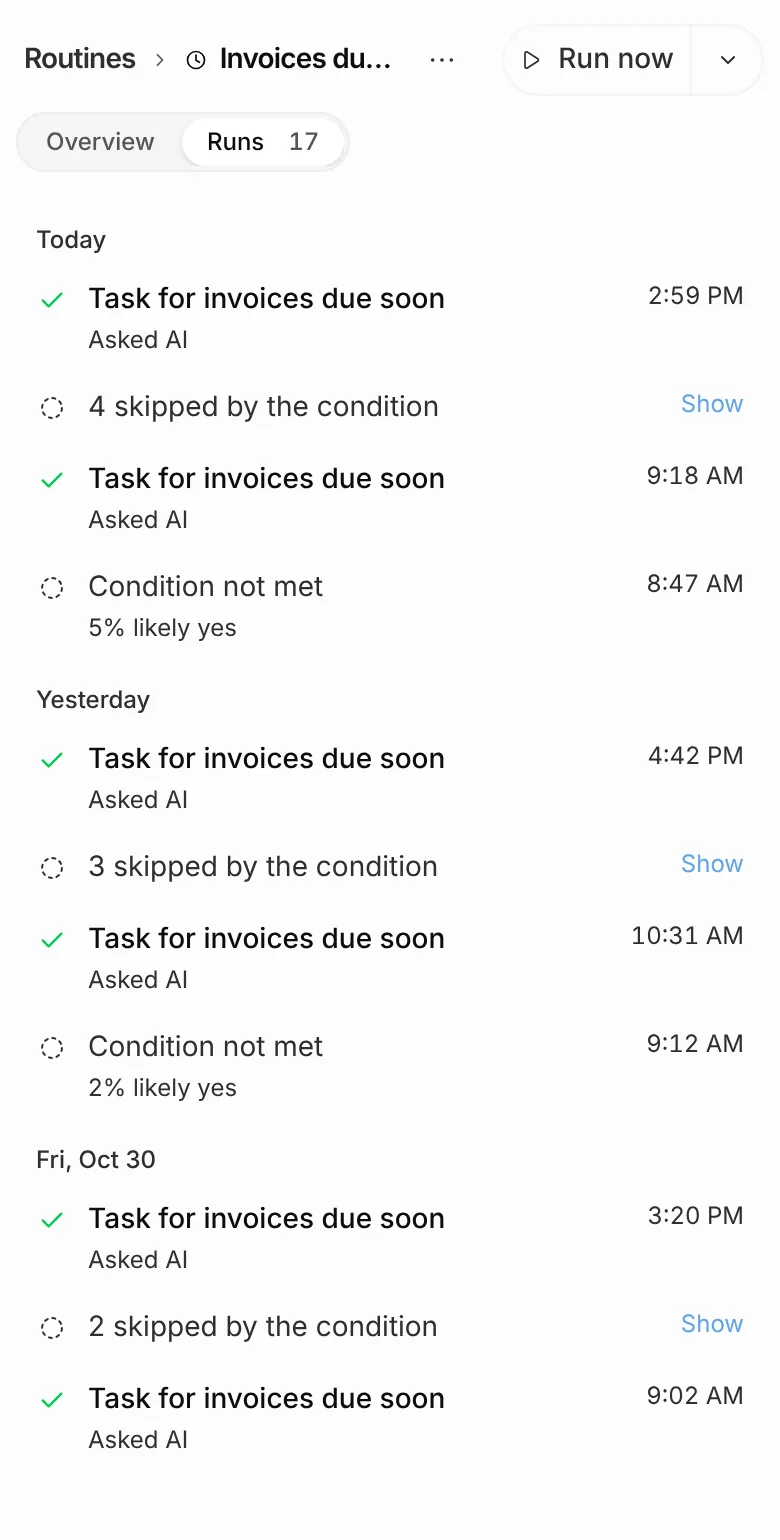 Routines > Invoices du... ... Run now
Overview Runs 17
Today
Task for invoices due soon 2:59 PM
Asked AI
4 skipped by the condition Show
Task for invoices due soon 9:18 AM
Asked AI
Condition not met 8:47 AM
5% likely yes
Yesterday
Task for invoices due soon 4:42 PM
Asked AI
3 skipped by the condition Show
Task for invoices due soon 10:31 AM
Asked AI
Condition not met 9:12 AM
2% likely yes
Fri, Oct 30
Task for invoices due soon 3:20 PM
Asked AI
2 skipped by the condition Show
Task for invoices due soon 9:02 AM
Asked AI